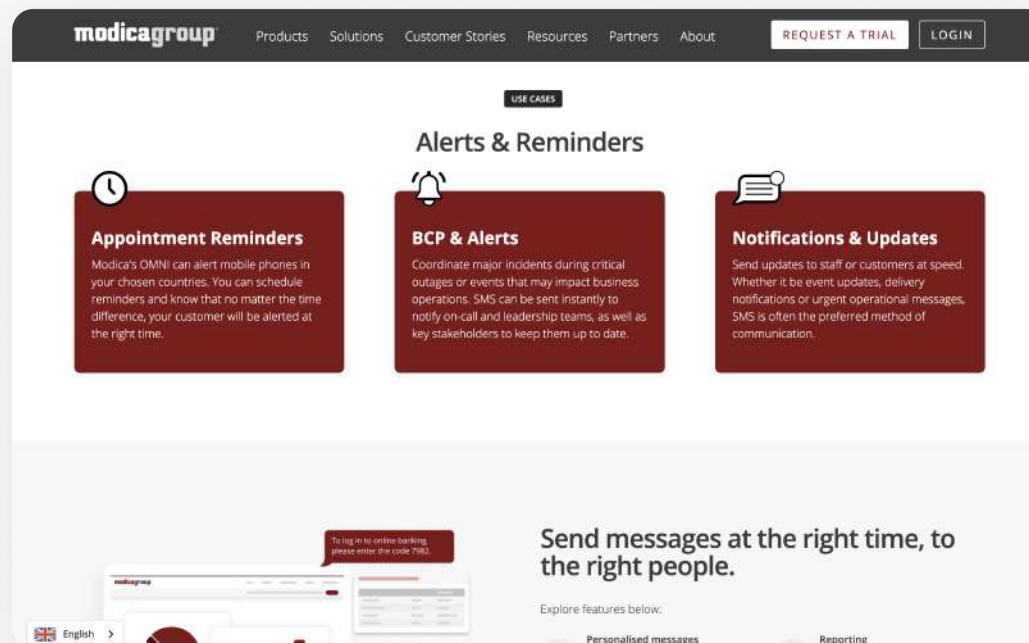 modicagroup
Products Solutions Customer Stories Resources Partners About
REQUEST A TRIAL LOGIN
USE CASES
Alerts & Reminders
Appointment Reminders
Modica's OMNI can alert mobile phones in
your chosen countries. You can schedule
reminders and know that no matter the time
difference, your customer will be alerted at
the right time.
BCP & Alerts
Coordinate major incidents during critical
outages or events that may impact business
operations. SMS can be sent instantly to
notify on-call and leadership teams, as well as
key stakeholders to keep them up to date.
Notifications & Updates
Send updates to staff or customers at speed.
Whether it be event updates, delivery
notifications or urgent operational messages,
SMS is often the preferred method of
communication.
To log in to online banking
please enter the code 7982.
modicagroup
English
Send messages at the right time, to
the right people.
Explore features below:
Personalised messages
Reporting